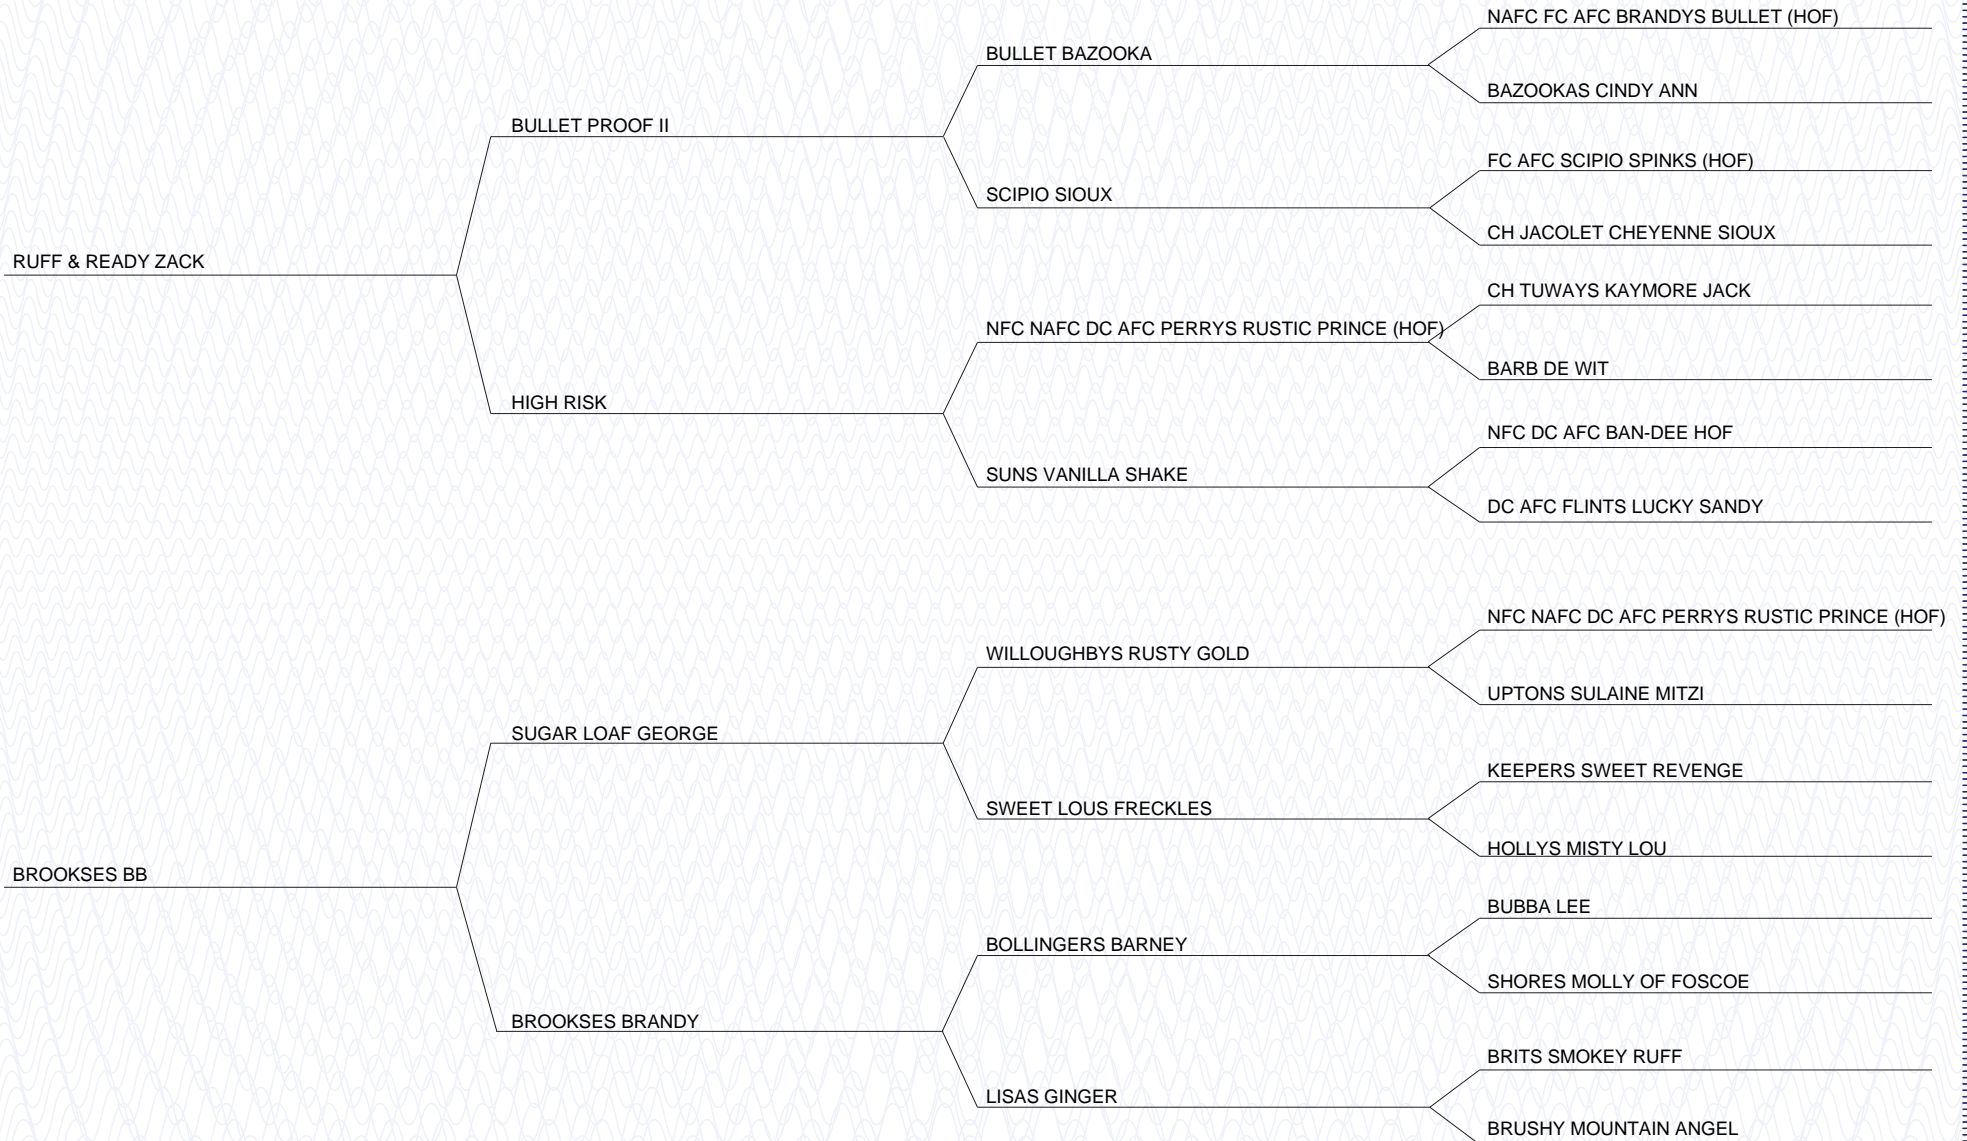 NAFC FC AFC BRANDYS BULLET (HOF)
BULLET BAZOOKA
BAZOOKAS CINDY ANN
BULLET PROOF II
FC AFC SCIPIO SPINKS (HOF)
SCIPIO SIOUX
CH JACOLET CHEYENNE SIOUX
RUFF & READY ZACK
CH TUWAYS KAYMORE JACK
NFC NAFC DC AFC PERRYS RUSTIC PRINCE (HOF)
BARB DE WIT
HIGH RISK
NFC DC AFC BAN-DEE HOF
SUNS VANILLA SHAKE
DC AFC FLINTS LUCKY SANDY
NFC NAFC DC AFC PERRYS RUSTIC PRINCE (HOF)
WILLOUGHBYS RUSTY GOLD
UPTONS SULAINE MITZI
SUGAR LOAF GEORGE
KEEPERS SWEET REVENGE
SWEET LOUS FRECKLES
HOLLYS MISTY LOU
BROOKSES BB
BUBBA LEE
BOLLINGERS BARNEY
SHORES MOLLY OF FOSCOE
BROOKSES BRANDY
BRITS SMOKEY RUFF
LISAS GINGER
BRUSHY MOUNTAIN ANGEL